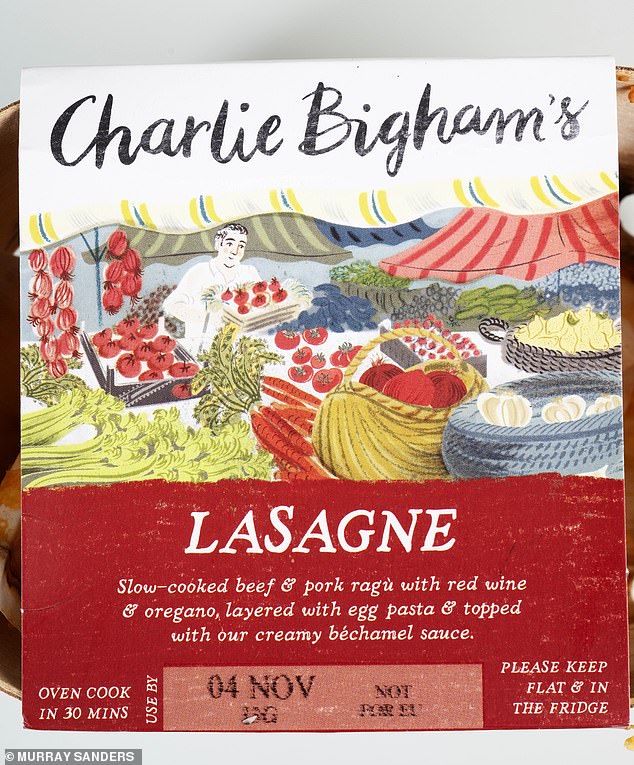 Charlie Bigham's
LASAGNE
Slow-cooked beef & pork ragù with red wine
& oregano, layered with egg pasta & topped
with our creamy béchamel sauce.
OVEN COOK
IN 30 MINS
USE BY
04 NOV
NOT
FOR EU
PLEASE KEEP
FLAT & IN
THE FRIDGE
© MURRAY SANDERS